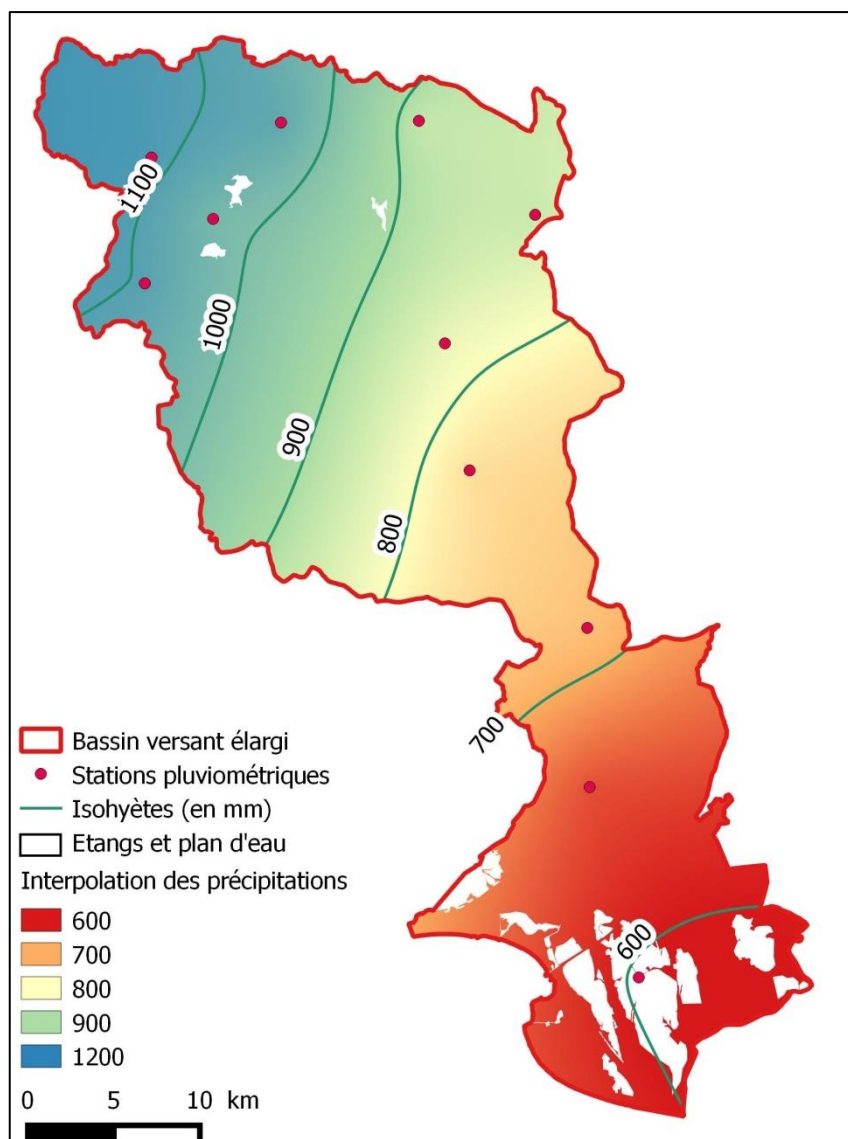 1100
1000
900
800
700
600
Bassin versant élargi
Stations pluviométriques
Isohyètes (en mm)
Etangs et plan d'eau
Interpolation des précipitations
600
700
800
900
1200
0 5 10 km